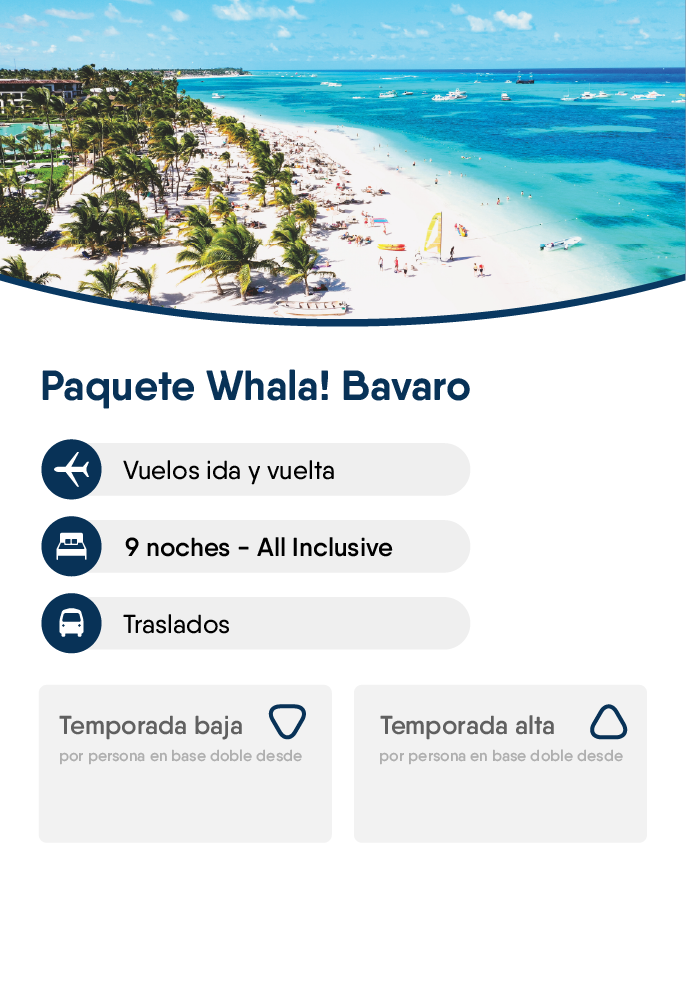 Paquete Whala! Bavaro
Vuelos ida y vuelta
9 noches - All Inclusive
Traslados
Temporada baja
por persona en base doble desde
Temporada alta
por persona en base doble desde